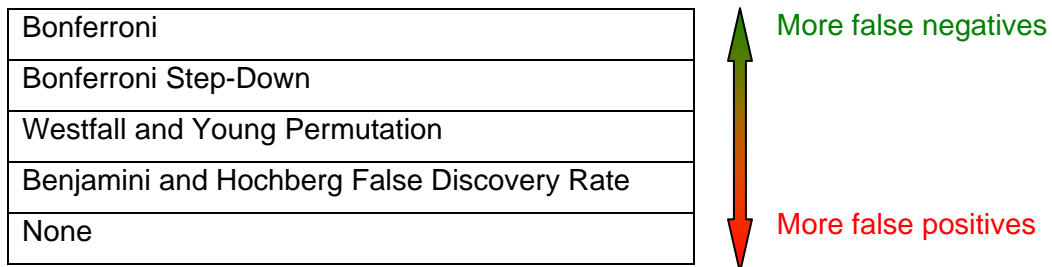 Bonferroni
Bonferroni Step-Down
Westfall and Young Permutation
Benjamini and Hochberg False Discovery Rate
None
More false negatives
More false positives